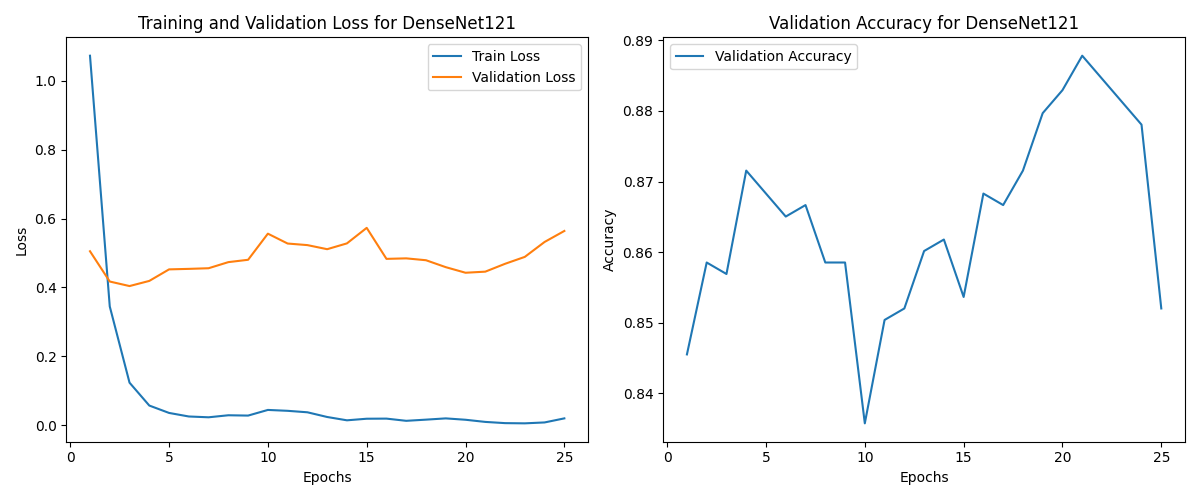 Training and Validation Loss for DenseNet121
Train Loss
Validation Loss
1.0
0.8
0.6
0.4
0.2
0.0
Loss
0
5
10
15
20
25
Epochs
Validation Accuracy for DenseNet121
Validation Accuracy
0.89
0.88
0.87
0.86
0.85
0.84
Accuracy
0
5
10
15
20
25
Epochs